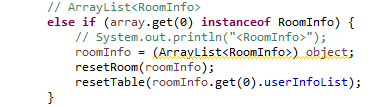 // ArrayList<RoomInfo>
else if (array.get(0) instanceof RoomInfo) {
// System.out.println("<RoomInfo>");
roomInfo = (ArrayList<RoomInfo>) object;
resetRoom(roomInfo);
resetTable(roomInfo.get(0).userInfoList);
}